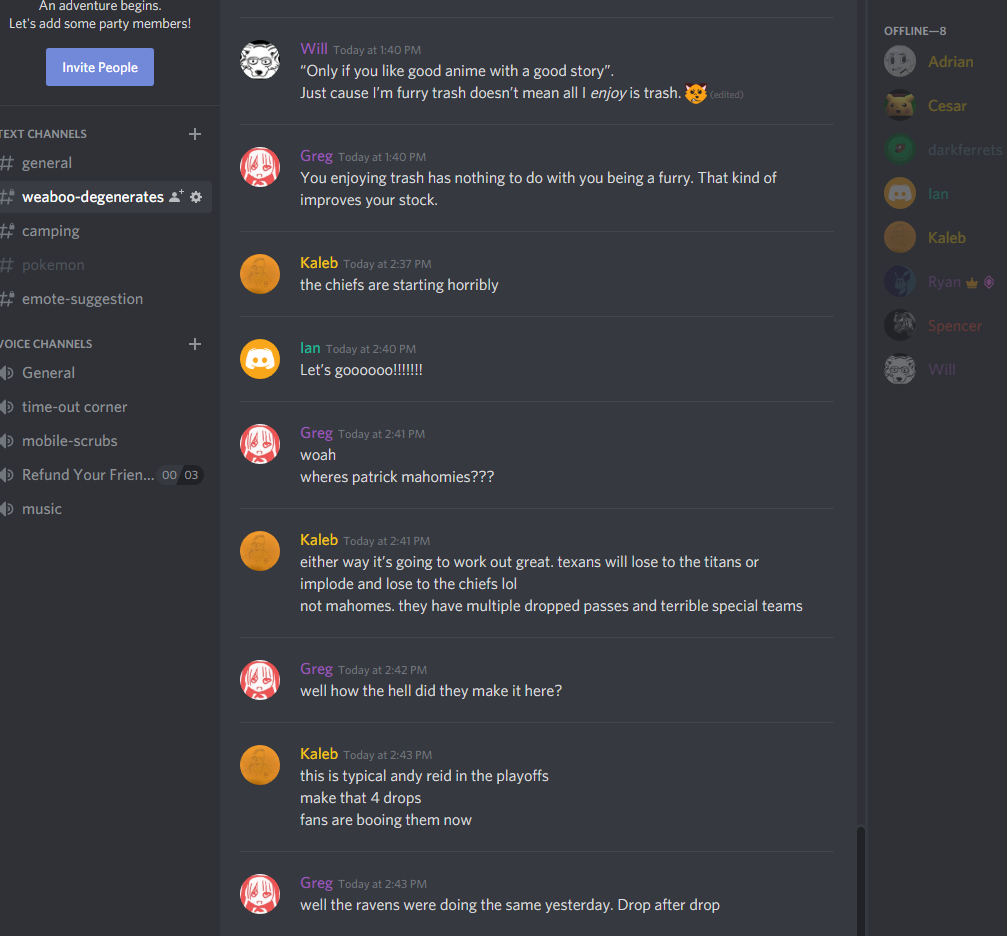 An adventure begins.
Let's add some party members!
Invite People
TEXT CHANNELS
general
weaboo-degenerates
camping
pokemon
emote-suggestion
VOICE CHANNELS
General
time-out corner
mobile-scrubs
Refund Your Frien... 00 03
music
Will Today at 1:40 PM
“Only if you like good anime with a good story”.
Just cause I’m furry trash doesn’t mean all I enjoy is trash. (edited)
Greg Today at 1:40 PM
You enjoying trash has nothing to do with you being a furry. That kind of
improves your stock.
Kaleb Today at 2:37 PM
the chiefs are starting horribly
Ian Today at 2:40 PM
Let’s goooooo!!!!!!!
Greg Today at 2:41 PM
woah
wheres patrick mahomies???
Kaleb Today at 2:41 PM
either way it’s going to work out great. texans will lose to the titans or
implode and lose to the chiefs lol
not mahomes. they have multiple dropped passes and terrible special teams
Greg Today at 2:42 PM
well how the hell did they make it here?
Kaleb Today at 2:43 PM
this is typical andy reid in the playoffs
make that 4 drops
fans are booing them now
Greg Today at 2:43 PM
well the ravens were doing the same yesterday. Drop after drop
OFFLINE—8
Adrian
Cesar
darkferrets
Ian
Kaleb
Ryan
Spencer
Will